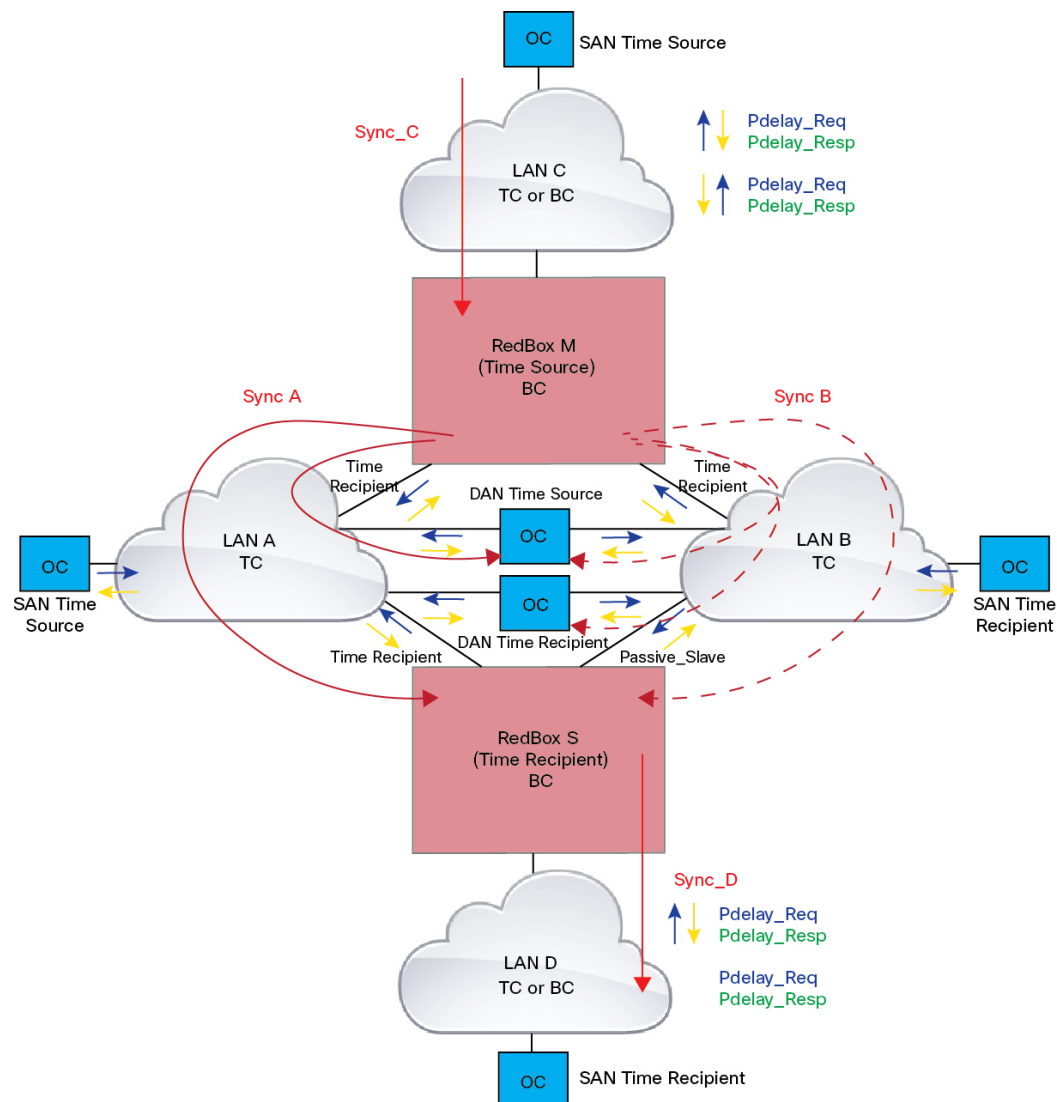 OC
SAN Time Source
Sync_C
Pdelay_Req
Pdelay_Resp
LAN C
TC or BC
Pdelay_Req
Pdelay_Resp
RedBox M
(Time Source)
BC
Sync A
Sync B
Time
Recipient
Time
Recipient
DAN Time Source
OC
LAN A
TC
LAN B
TC
OC
SAN Time
Source
OC
SAN Time
Recipient
OC
DAN Time Recipient
Time Recipient
Passive_Slave
RedBox S
(Time Recipient)
BC
Sync_D
Pdelay_Req
Pdelay_Resp
LAN D
TC or BC
Pdelay_Req
Pdelay_Resp
OC
SAN Time Recipient